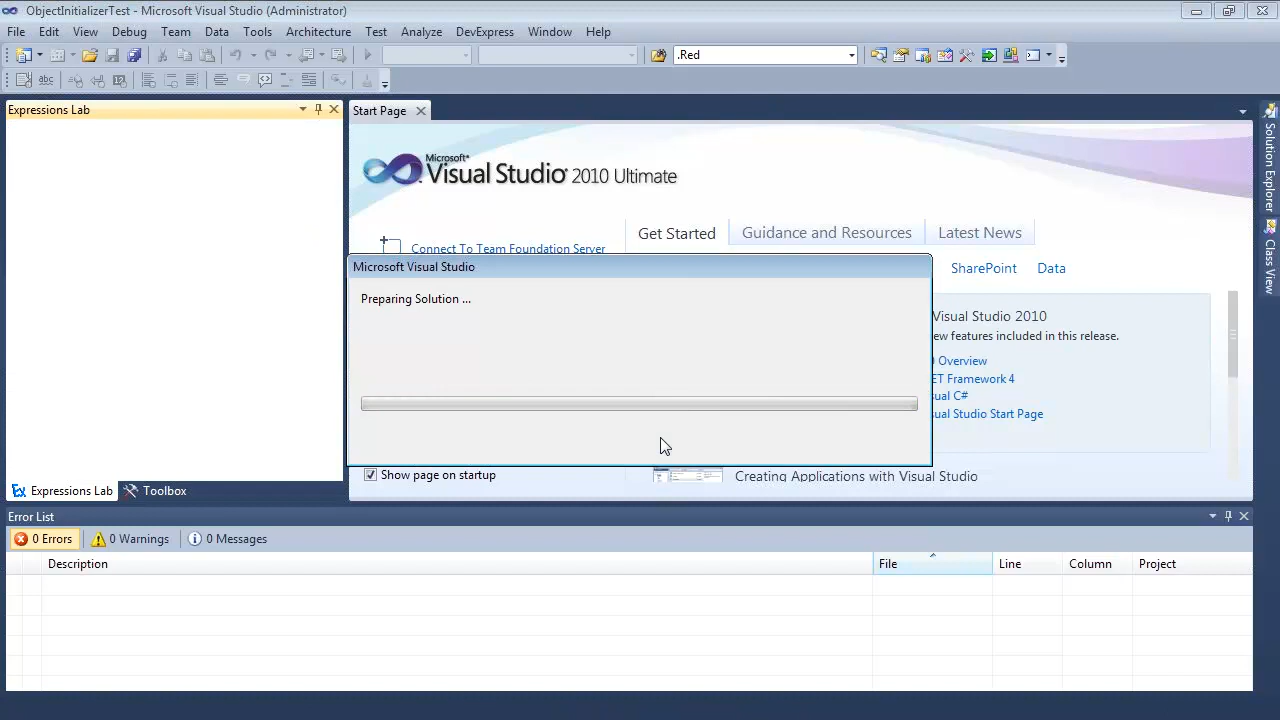 ObjectInitializerTest - Microsoft Visual Studio (Administrator)
File Edit View Debug Team Data Tools Architecture Test Analyze DevExpress Window Help
.Red
abc
Expressions Lab
Start Page
Solution Explorer
Class View
Microsoft®
Visual Studio® 2010 Ultimate
Get Started Guidance and Resources Latest News
Connect To Team Foundation Server
SharePoint Data
Microsoft Visual Studio
Preparing Solution ...
Visual Studio 2010
ew features included in this release.
Overview
ET Framework 4
ual C#
ual Studio Start Page
Show page on startup
Creating Applications with Visual Studio
Ex Expressions Lab Toolbox
Error List
0 Errors 0 Warnings 0 Messages
Description File Line Column Project